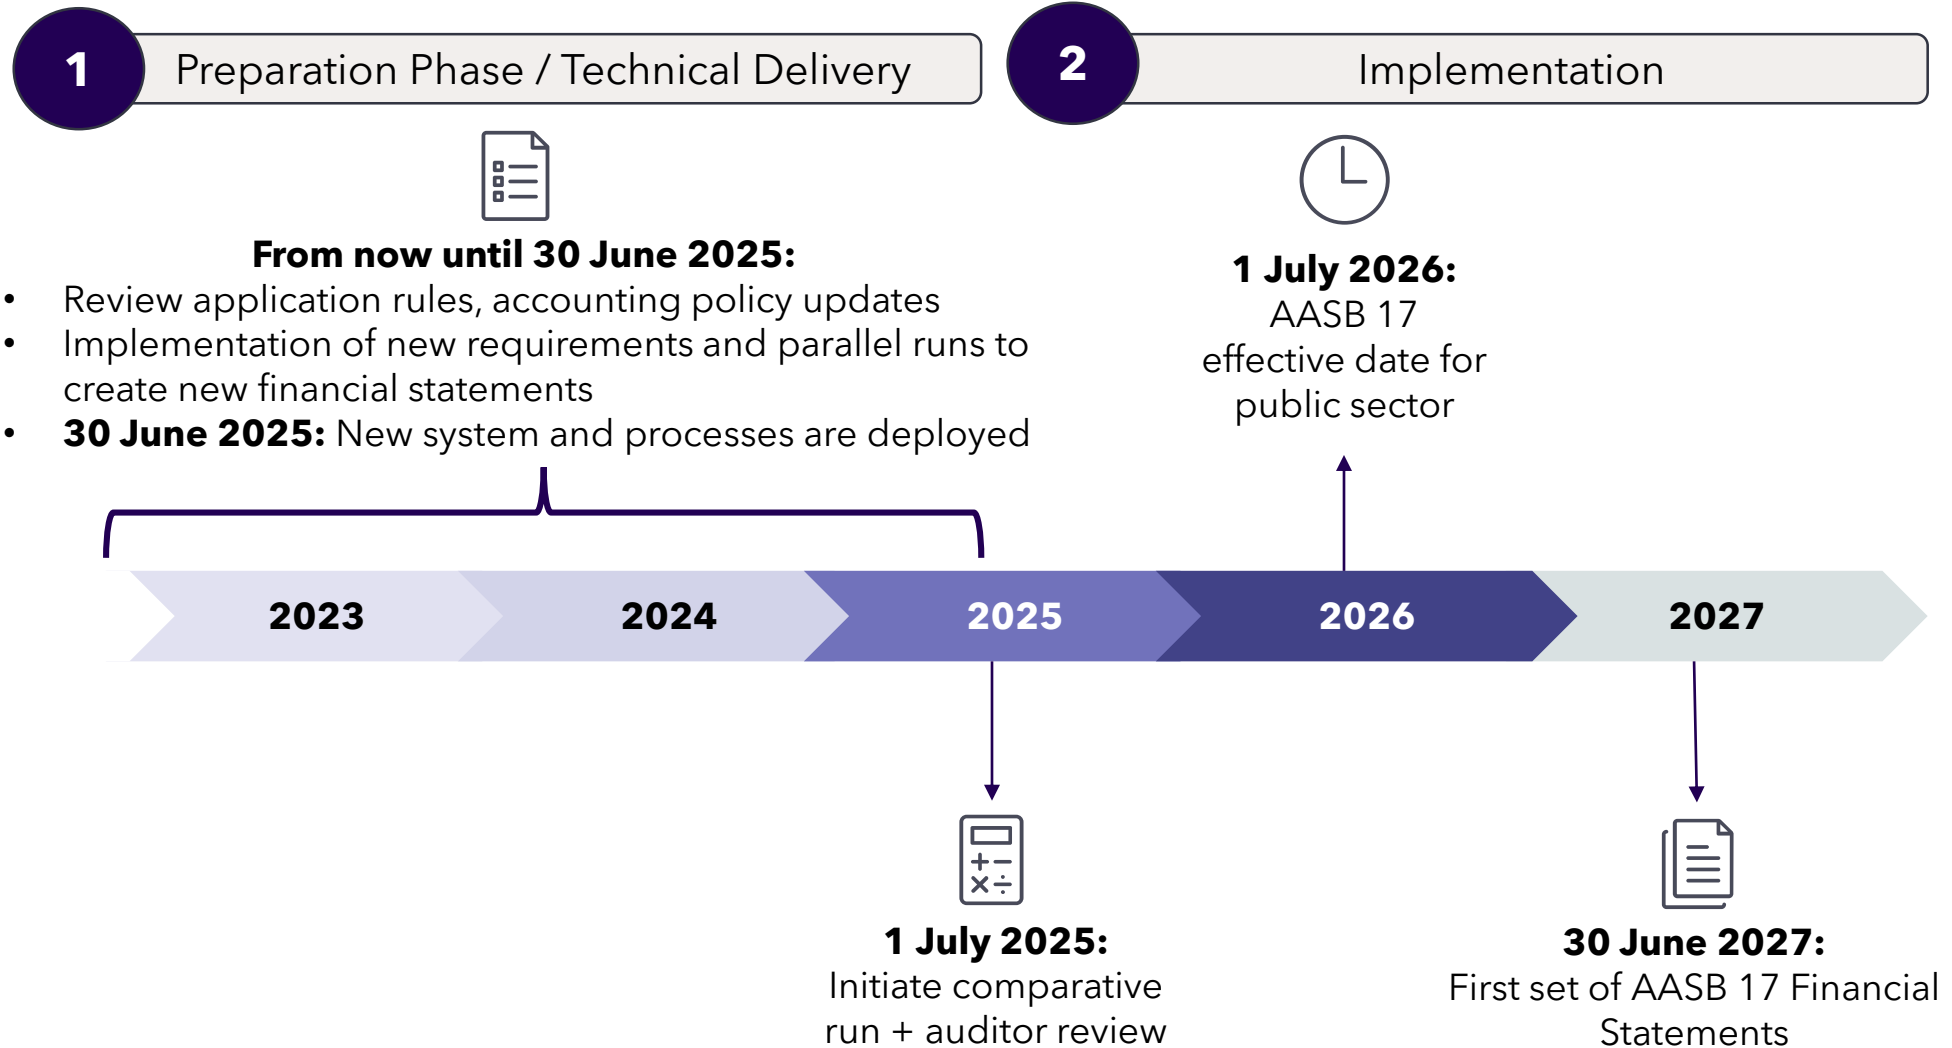 1
Preparation Phase / Technical Delivery
2
Implementation
From now until 30 June 2025:
• Review application rules, accounting policy updates
• Implementation of new requirements and parallel runs to
create new financial statements
• 30 June 2025: New system and processes are deployed
1 July 2026:
AASB 17
effective date for
public sector
2023
2024
2025
2026
2027
1 July 2025:
Initiate comparative
run + auditor review
30 June 2027:
First set of AASB 17 Financial
Statements